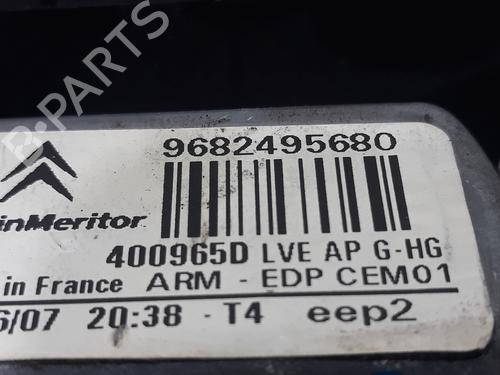 B-PARTS
9682495680
inMeritor
400965D LVE AP G-HG
in France ARM - EDP CEM01
6/07 20:38 - T4 eep2